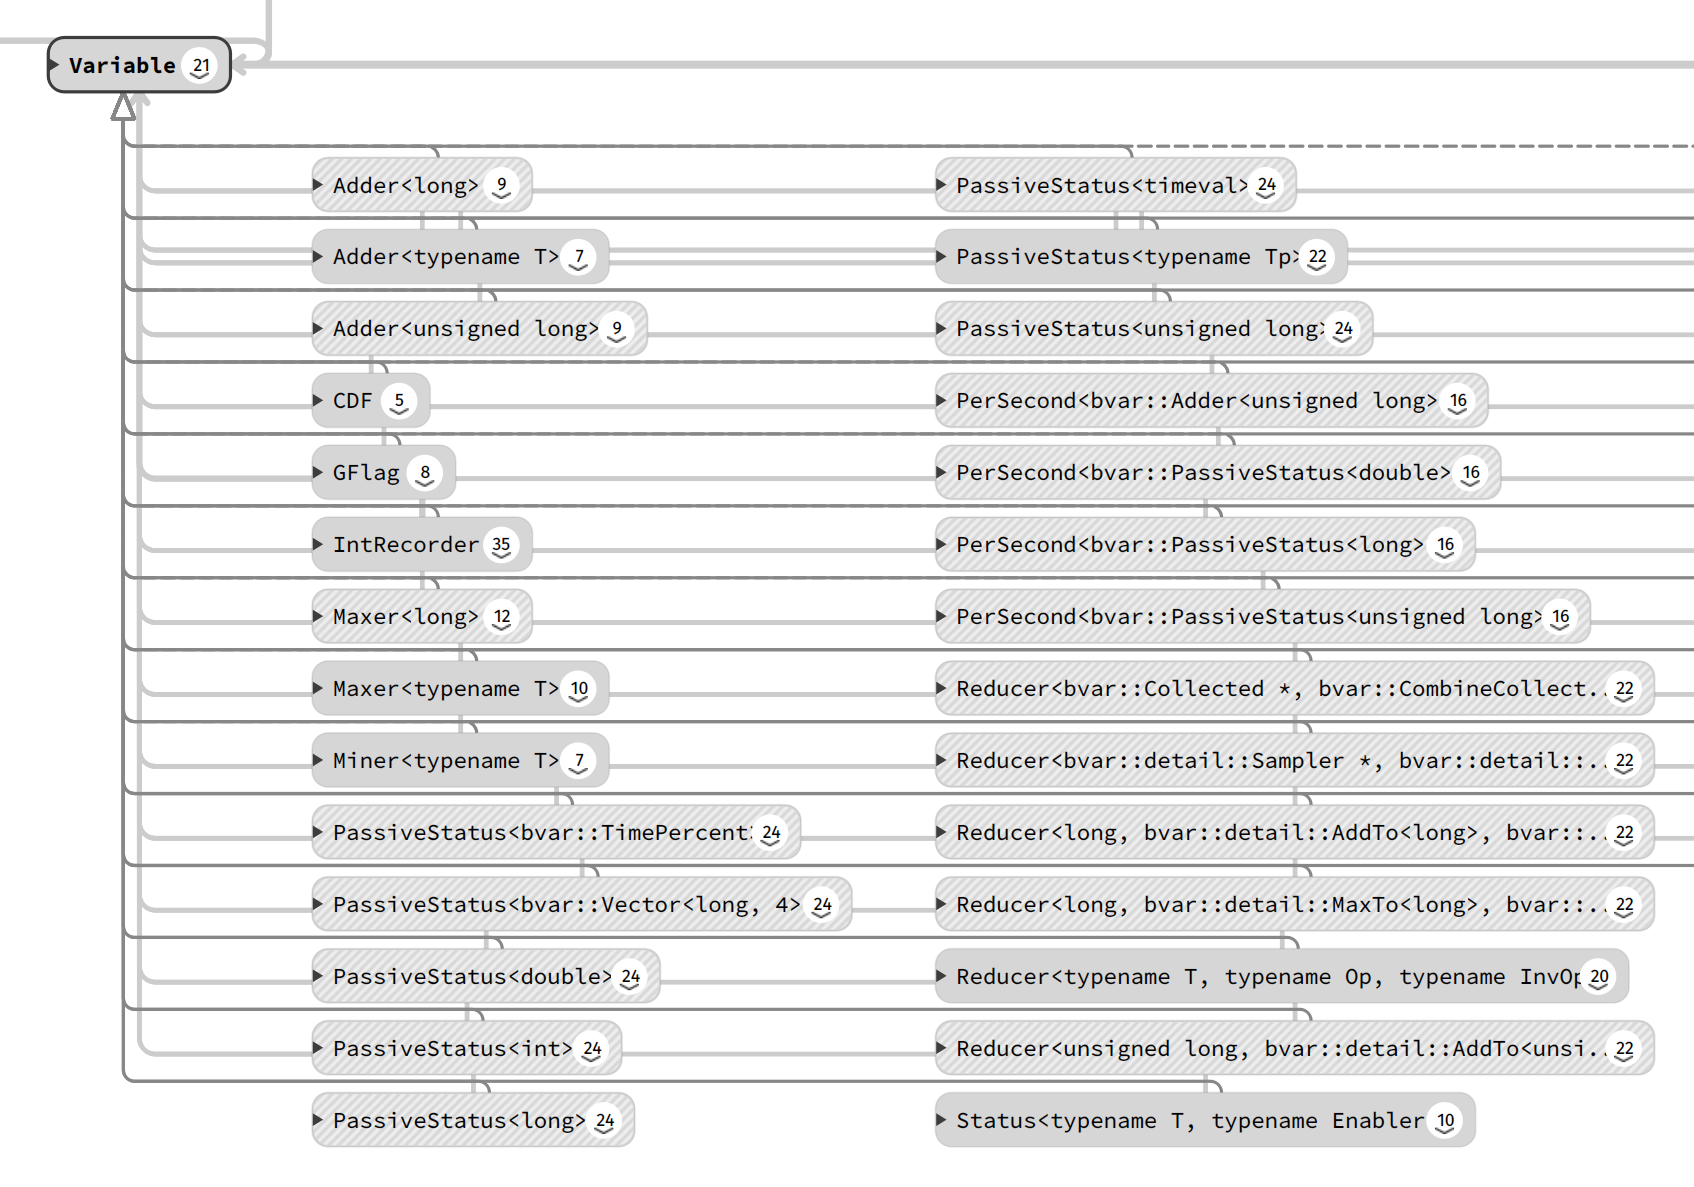 Variable 21
Adder<long> 9
PassiveStatus<timeval> 24
Adder<typename T> 7
PassiveStatus<typename Tp> 22
Adder<unsigned long> 9
PassiveStatus<unsigned long> 24
CDF 5
PerSecond<bvar::Adder<unsigned long> 16
GFlag 8
PerSecond<bvar::PassiveStatus<double> 16
IntRecorder 35
PerSecond<bvar::PassiveStatus<long> 16
Maxer<long> 12
PerSecond<bvar::PassiveStatus<unsigned long> 16
Maxer<typename T> 10
Reducer<bvar::Collected *, bvar::CombineCollect.. 22
Miner<typename T> 7
Reducer<bvar::detail::Sampler *, bvar::detail::.. 22
PassiveStatus<bvar::TimePercent> 24
Reducer<long, bvar::detail::AddTo<long>, bvar::.. 22
PassiveStatus<bvar::Vector<long, 4> 24
Reducer<long, bvar::detail::MaxTo<long>, bvar::.. 22
PassiveStatus<double> 24
Reducer<typename T, typename Op, typename InvOp 20
PassiveStatus<int> 24
Reducer<unsigned long, bvar::detail::AddTo<unsi.. 22
PassiveStatus<long> 24
Status<typename T, typename Enabler 10